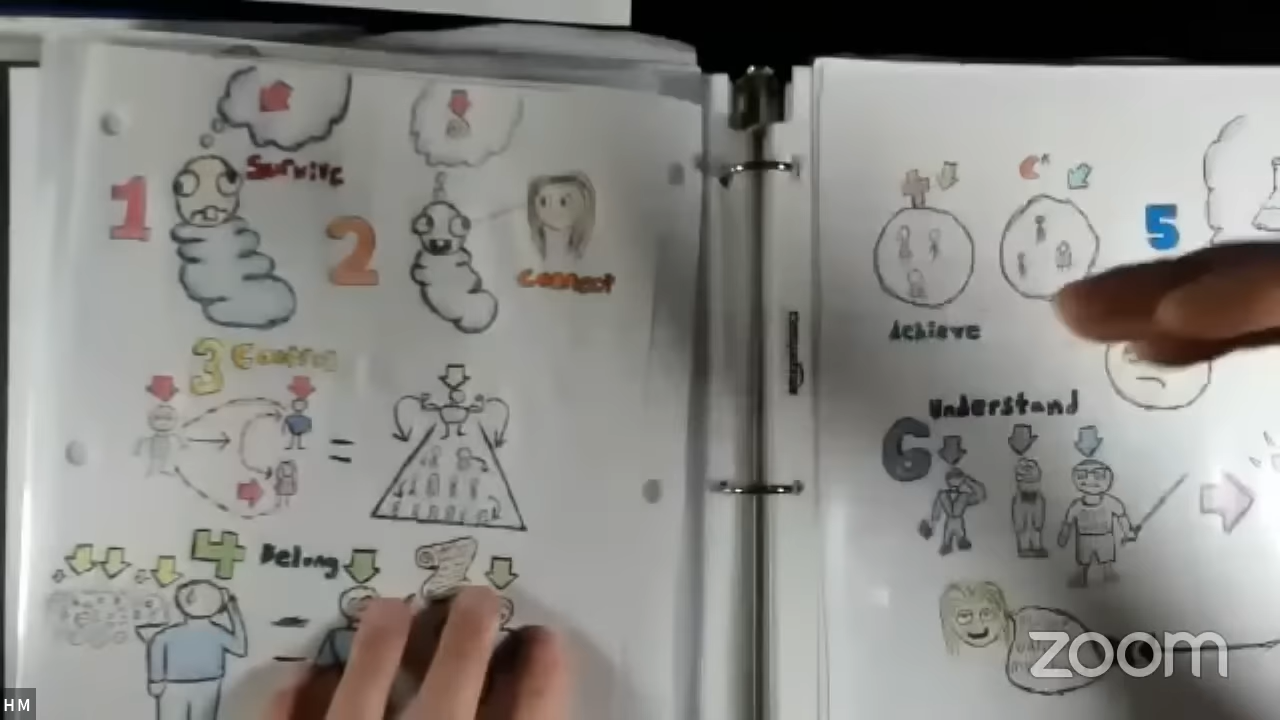 1
Survive
2
Connect
3 Control
=
4 Belong
=
Achieve
5
Understand
6
zoom
HM